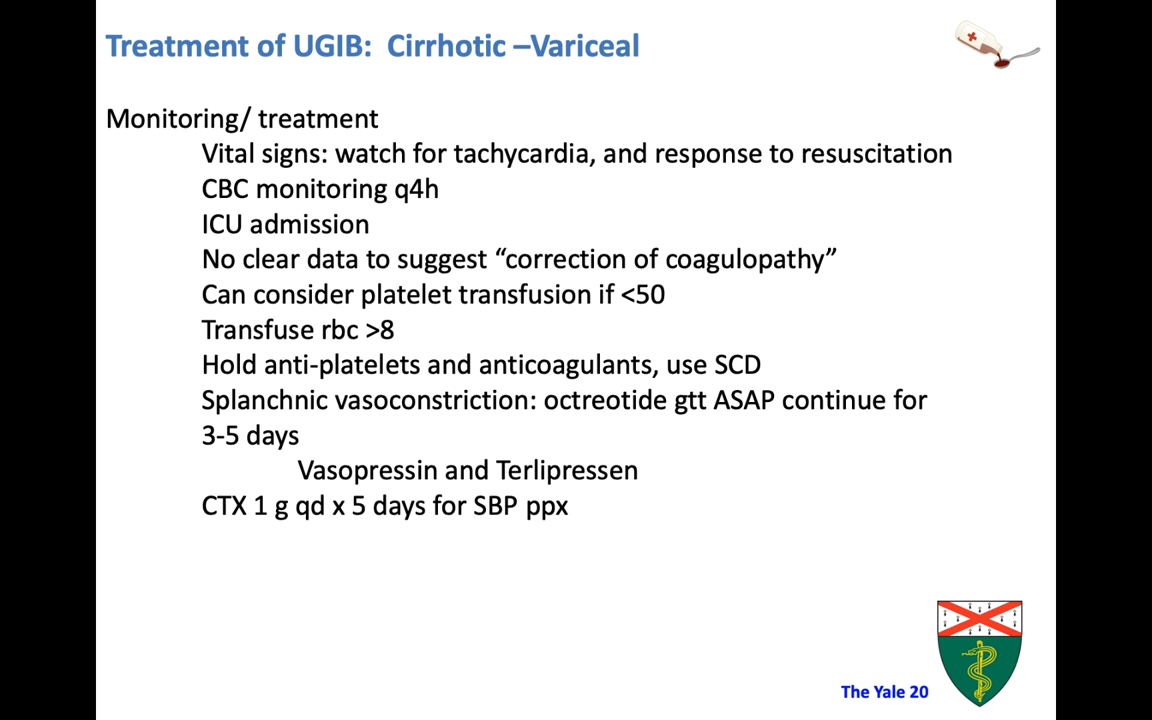 Treatment of UGIB: Cirrhotic –Variceal
Monitoring/ treatment
Vital signs: watch for tachycardia, and response to resuscitation
CBC monitoring q4h
ICU admission
No clear data to suggest “correction of coagulopathy”
Can consider platelet transfusion if <50
Transfuse rbc >8
Hold anti-platelets and anticoagulants, use SCD
Splanchnic vasoconstriction: octreotide gtt ASAP continue for
3-5 days
Vasopressin and Terlipressen
CTX 1 g qd x 5 days for SBP ppx
The Yale 20